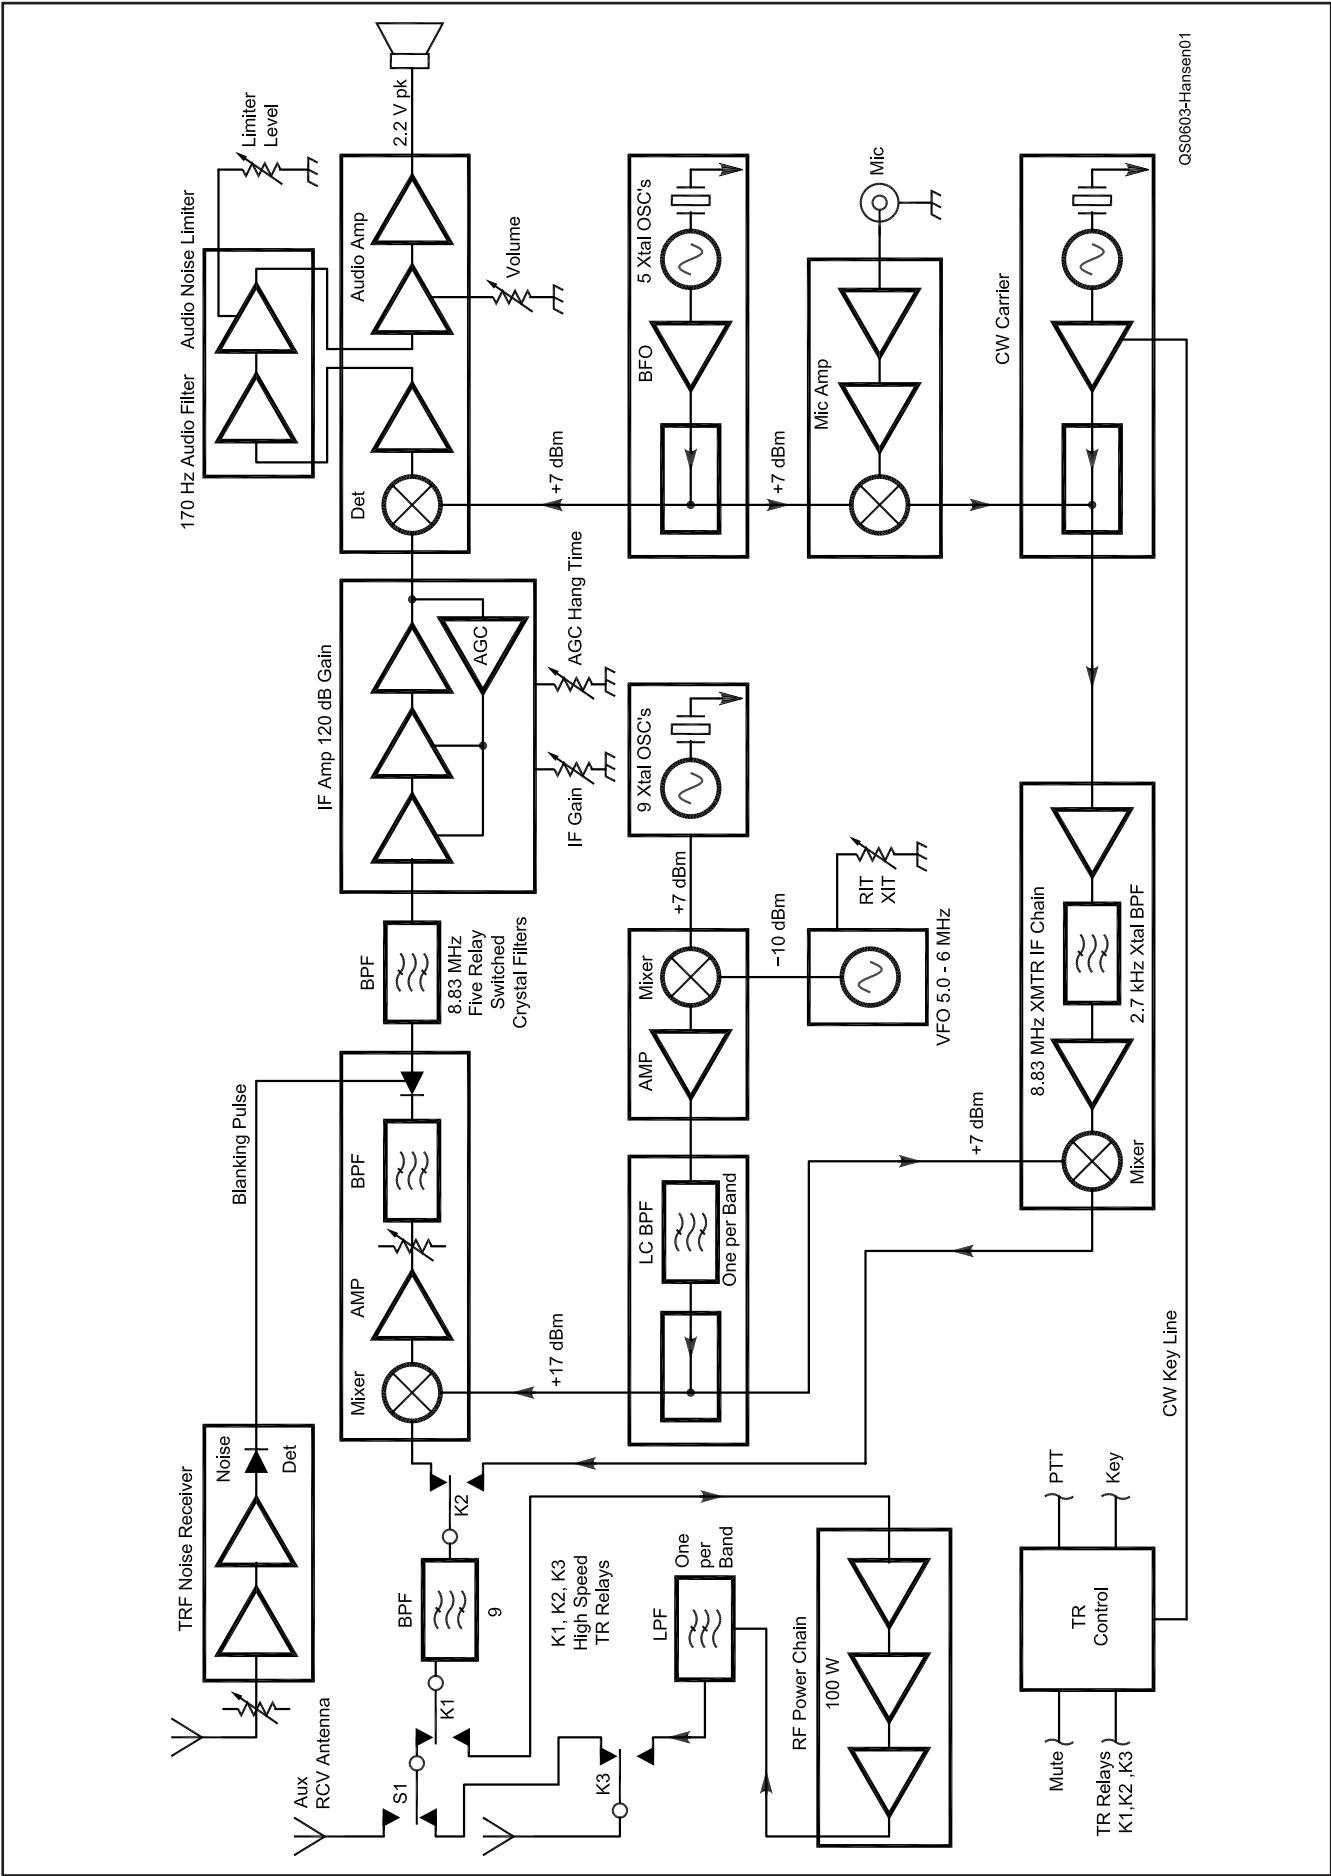 TRF Noise Receiver
Noise
Det
Blanking Pulse
170 Hz Audio Filter
Audio Noise Limiter
Limiter
Level
Aux
RCV Antenna
S1
K1
BPF
9
K2
Mixer
AMP
BPF
BPF
8.83 MHz
Five Relay
Switched
Crystal Filters
IF Amp 120 dB Gain
AGC
IF Gain
AGC Hang Time
Det
Audio Amp
Volume
2.2 V pk
K3
K1, K2, K3
High Speed
TR Relays
+17 dBm
LC BPF
One per Band
AMP
Mixer
+7 dBm
9 Xtal OSC's
+7 dBm
BFO
5 Xtal OSC's
LPF
One
per
Band
–10 dBm
VFO 5.0 - 6 MHz
RIT
XIT
+7 dBm
Mic Amp
Mic
RF Power Chain
100 W
+7 dBm
8.83 MHz XMTR IF Chain
Mixer
2.7 kHz Xtal BPF
CW Carrier
Mute
TR Relays
K1,K2 ,K3
TR
Control
PTT
Key
CW Key Line
QS0603-Hansen01